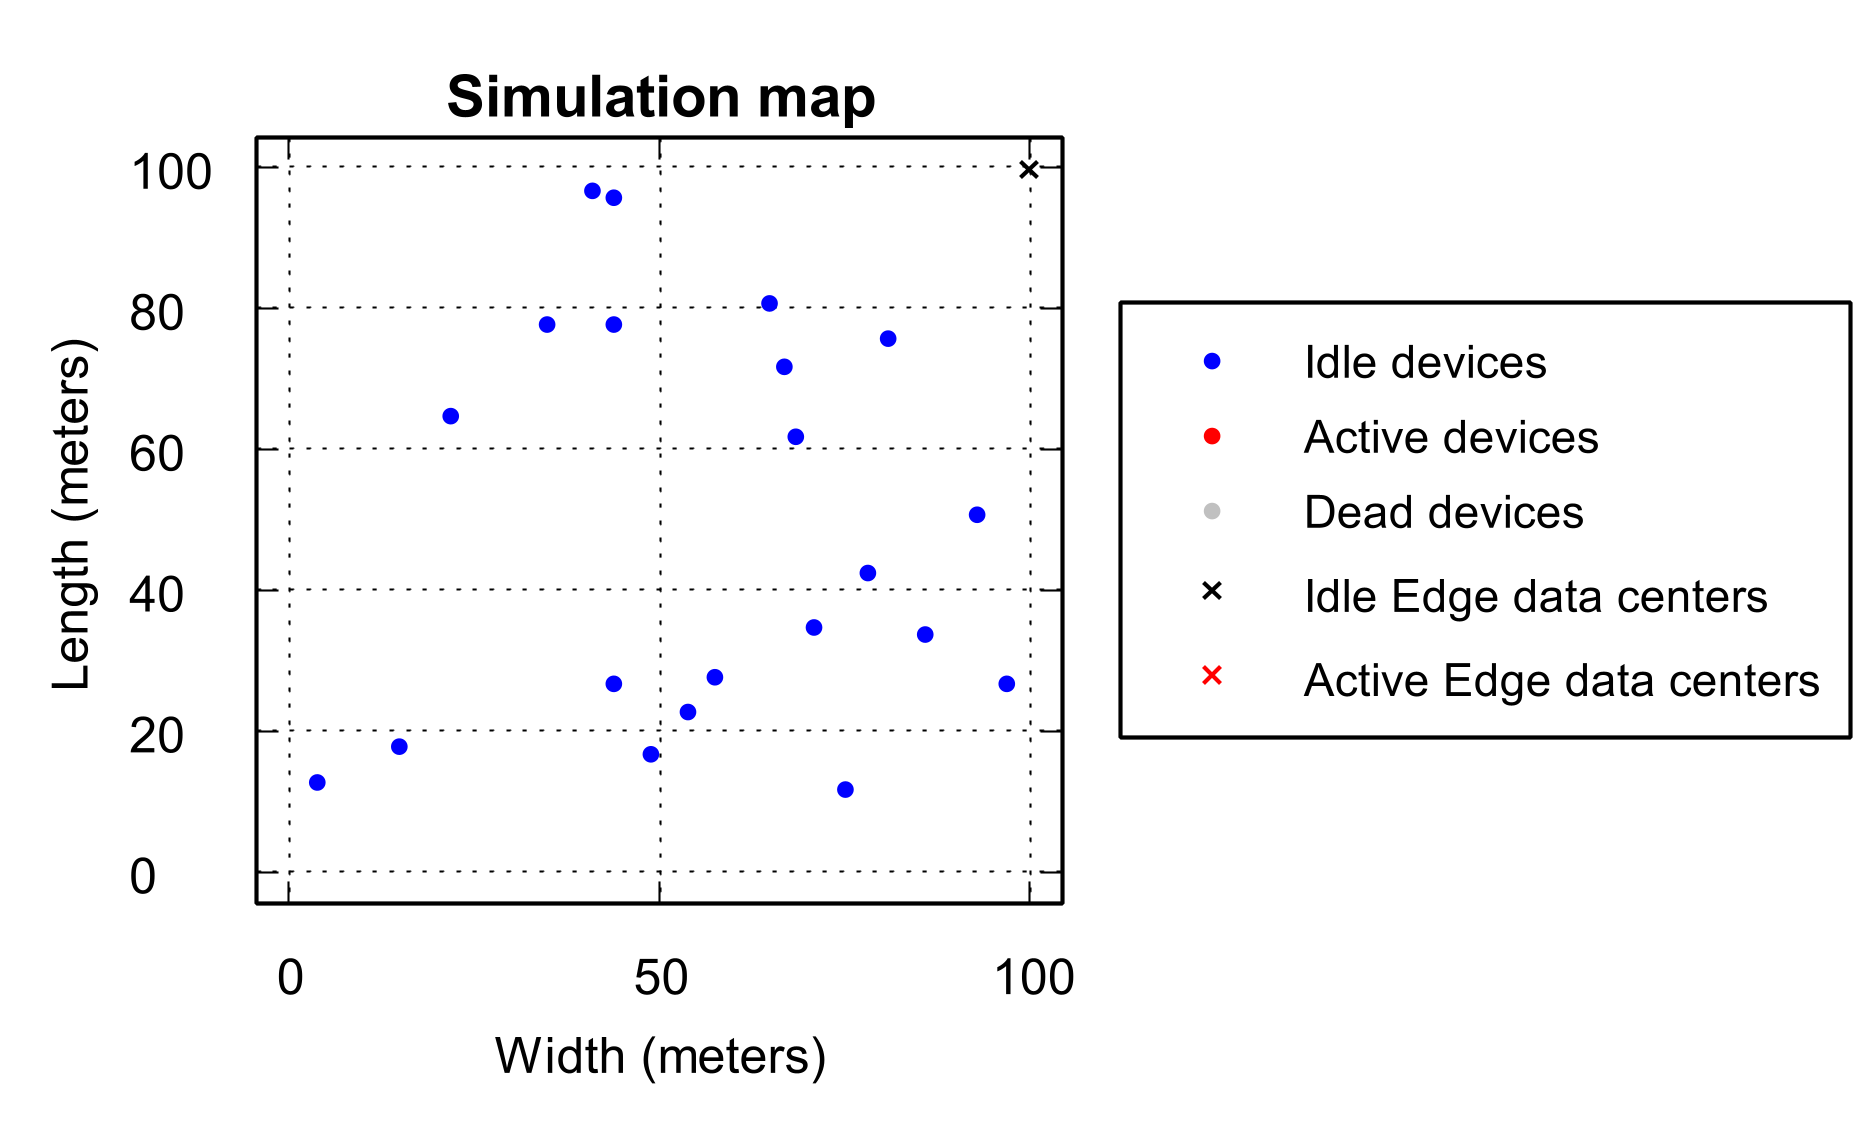 Simulation map
100
80
60
40
20
0
Length (meters)
0 50 100
Width (meters)
Idle devices
Active devices
Dead devices
Idle Edge data centers
Active Edge data centers